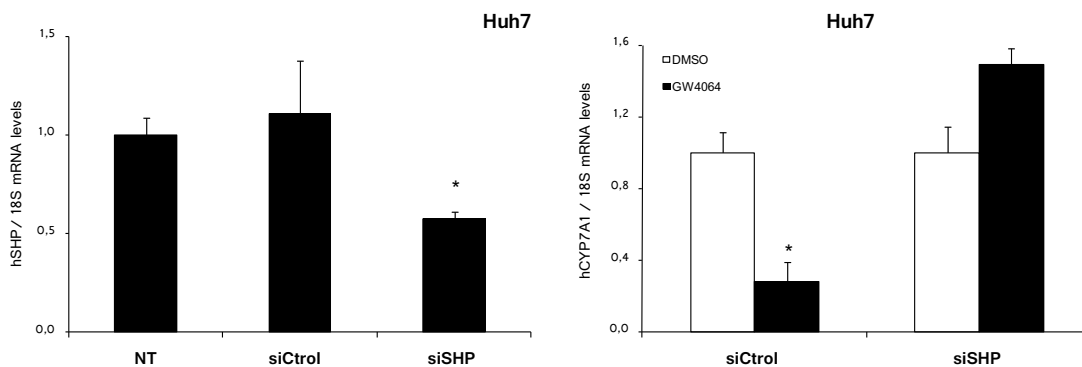 Huh7
hSHP / 18S mRNA levels
1,5
1,0
0,5
0,0
*
NT
siCtrol
siSHP
Huh7
hCYP7A1 / 18S mRNA levels
1,6
1,2
0,8
0,4
0,0
DMSO
GW4064
*
siCtrol
siSHP